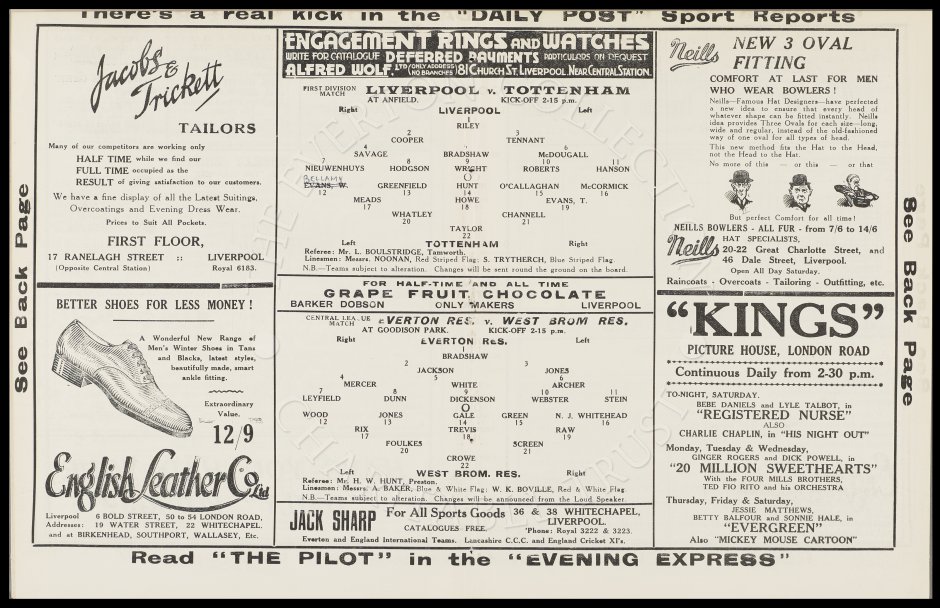 There's a real kick in the "DAILY POST" Sport Reports
See Back Page
Jacobs & Trickett
TAILORS
Many of our competitors are working only
HALF TIME while we find our
FULL TIME occupied as the
RESULT of giving satisfaction to our customers.
We have a fine display of all the Latest Suitings,
Overcoatings and Evening Dress Wear.
Prices to Suit All Pockets.
FIRST FLOOR,
17 RANELAGH STREET :: LIVERPOOL
(Opposite Central Station) Royal 6183.
BETTER SHOES FOR LESS MONEY!
A Wonderful New Range of
Men's Winter Shoes in Tans
and Blacks, latest styles,
beautifully made, smart
ankle fitting.
Extraordinary
Value.
12/9
English Leather Co Ltd
Liverpool 6 BOLD STREET, 50 to 54 LONDON ROAD,
Addresses: 19 WATER STREET, 22 WHITECHAPEL.
and at BIRKENHEAD, SOUTHPORT, WALLASEY, Etc.
ENGAGEMENT RINGS AND WATCHES
WRITE FOR CATALOGUE DEFERRED PAYMENTS PARTICULARS ON REQUEST
ALFRED WOLF, LTD (ONLY ADDRESS NO BRANCHES) 181 CHURCH ST. LIVERPOOL. NEAR CENTRAL STATION.
FIRST DIVISION MATCH LIVERPOOL v. TOTTENHAM
AT ANFIELD. KICK-OFF 2-15 p.m.
Right LIVERPOOL Left
1
RILEY
2 3
COOPER TENNANT
4 5 6
SAVAGE BRADSHAW McDOUGALL
7 8 9 10 11
NIEUWENHUYS HODGSON WRIGHT ROBERTS HANSON
O
BELLAMY
EVANS, W. GREENFIELD HUNT O'CALLAGHAN McCORMICK
12 13 14 15 16
MEADS HOWE EVANS, T.
17 18 19
WHATLEY CHANNELL
20 21
TAYLOR
22
Left TOTTENHAM Right
Referee: Mr. L. BOULSTRIDGE, Tamworth.
Linesmen: Messrs. NOONAN, Red Striped Flag; S. TRYTHERCH, Blue Striped Flag.
N.B.—Teams subject to alteration. Changes will be sent round the ground on the board.
FOR HALF-TIME AND ALL TIME
GRAPE FRUIT CHOCOLATE
BARKER DOBSON ONLY MAKERS LIVERPOOL
CENTRAL LEAGUE MATCH EVERTON RES. v. WEST BROM RES.
AT GOODISON PARK. KICK-OFF 2-15 p.m.
Right EVERTON RES. Left
1
BRADSHAW
2 3
JACKSON JONES
4 5 6
MERCER WHITE ARCHER
7 8 9 10 11
LEYFIELD DUNN DICKENSON WEBSTER STEIN
O
WOOD JONES GALE GREEN N. J. WHITEHEAD
12 13 14 15 16
RIX TREVIS RAW
17 18 19
FOULKES SCREEN
20 21
CROWE
22
Left WEST BROM. RES. Right
Referee: Mr. H. W. HUNT, Preston.
Linesmen: Messrs. A. BAKER, Blue & White Flag; W. K. BOVILLE, Red & White Flag.
N.B.—Teams subject to alteration. Changes will be announced from the Loud Speaker.
JACK SHARP For All Sports Goods 36 & 38 WHITECHAPEL,
LIVERPOOL.
CATALOGUES FREE. 'Phone: Royal 3222 & 3223.
Everton and England International Teams. Lancashire C.C.C. and England Cricket XI's.
Neills NEW 3 OVAL
FITTING
COMFORT AT LAST FOR MEN
WHO WEAR BOWLERS!
Neills—Famous Hat Designers—have perfected
a new idea to ensure that every head of
whatever shape can be fitted instantly. Neills
idea provides Three Ovals for each size—long,
wide and regular, instead of the old-fashioned
way of one oval for all types of head.
This new method fits the Hat to the Head,
not the Head to the Hat.
No more of this — or this — or that
But perfect Comfort for all time!
NEILLS BOWLERS - ALL FUR - from 7/6 to 14/6
Neills HAT SPECIALISTS,
20-22 Great Charlotte Street, and
46 Dale Street, Liverpool.
Open All Day Saturday.
Raincoats - Overcoats - Tailoring - Outfitting, etc.
"KINGS"
PICTURE HOUSE, LONDON ROAD
Continuous Daily from 2-30 p.m.
TO-NIGHT, SATURDAY.
BEBE DANIELS and LYLE TALBOT, in
"REGISTERED NURSE"
ALSO
CHARLIE CHAPLIN, in "HIS NIGHT OUT"
Monday, Tuesday & Wednesday,
GINGER ROGERS and DICK POWELL, in
"20 MILLION SWEETHEARTS"
With the FOUR MILLS BROTHERS,
TED FIO RITO and his ORCHESTRA
Thursday, Friday & Saturday,
JESSIE MATTHEWS,
BETTY BALFOUR and SONNIE HALE, in
"EVERGREEN"
Also "MICKEY MOUSE CARTOON"
See Back Page
Read "THE PILOT" in the "EVENING EXPRESS"